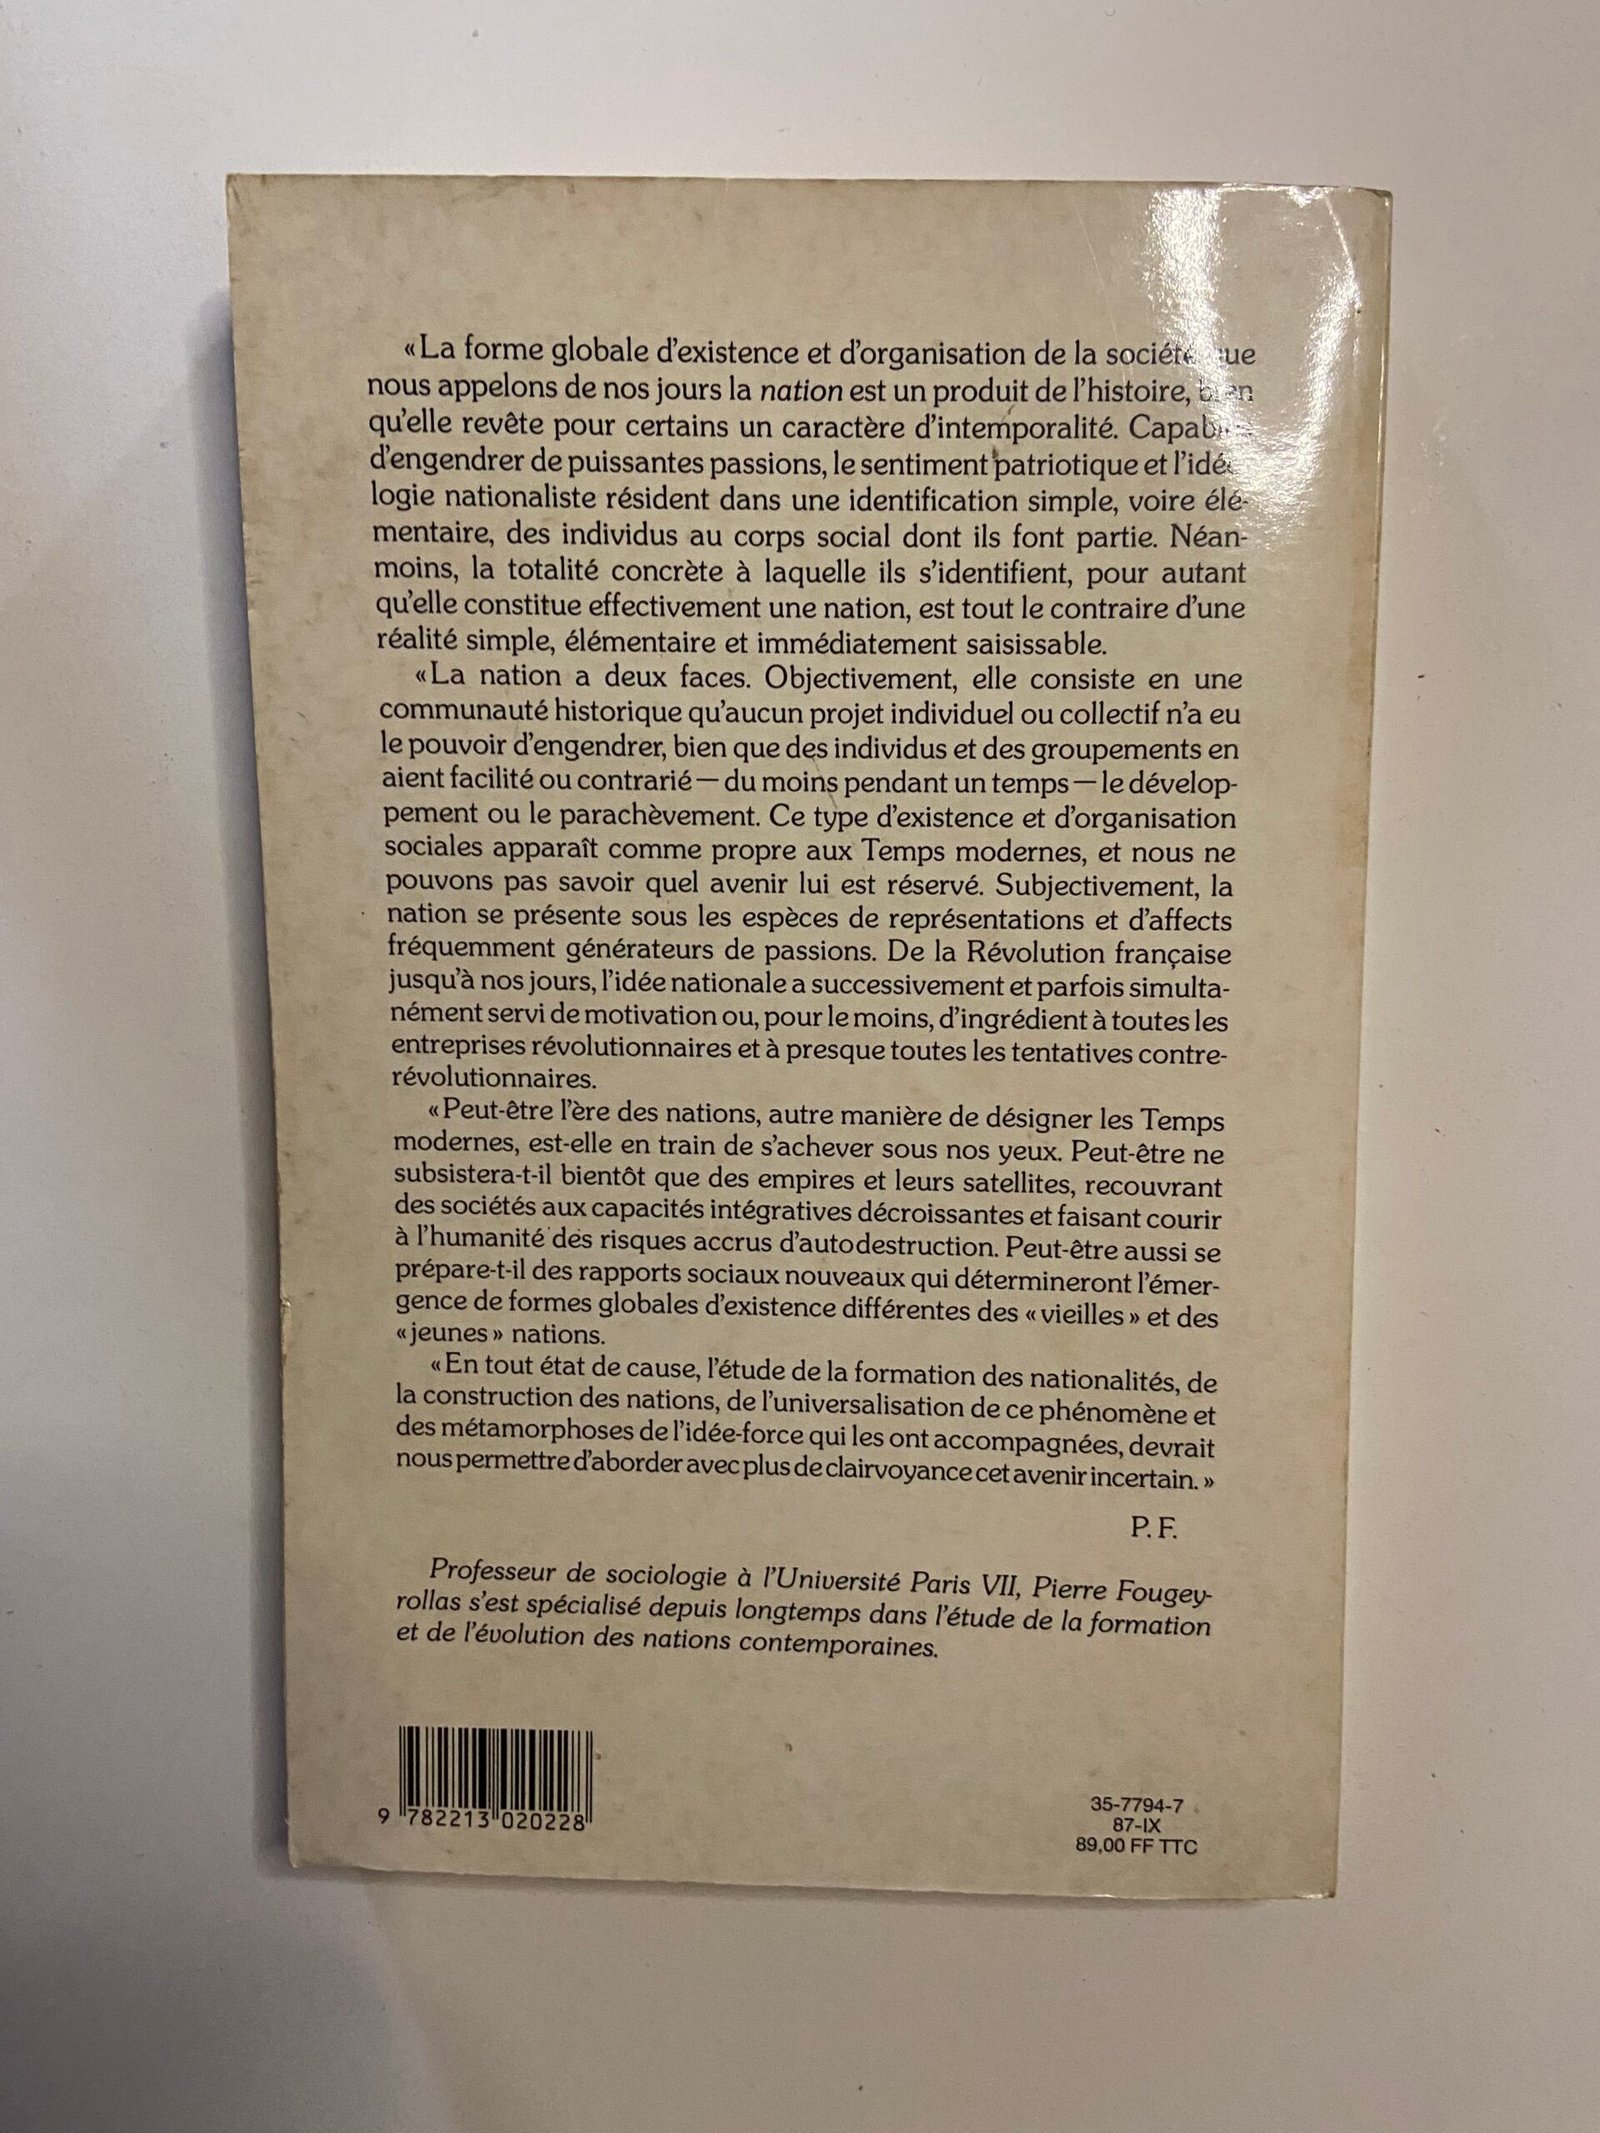 «La forme globale d'existence et d'organisation de la société que
nous appelons de nos jours la nation est un produit de l'histoire, bien
qu'elle revête pour certains un caractère d'intemporalité. Capables
d'engendrer de puissantes passions, le sentiment patriotique et l'idéo-
logie nationaliste résident dans une identification simple, voire élé-
mentaire, des individus au corps social dont ils font partie. Néan-
moins, la totalité concrète à laquelle ils s'identifient, pour autant
qu'elle constitue effectivement une nation, est tout le contraire d'une
réalité simple, élémentaire et immédiatement saisissable.
«La nation a deux faces. Objectivement, elle consiste en une
communauté historique qu'aucun projet individuel ou collectif n'a eu
le pouvoir d'engendrer, bien que des individus et des groupements en
aient facilité ou contrarié — du moins pendant un temps — le dévelop-
pement ou le parachèvement. Ce type d'existence et d'organisation
sociales apparaît comme propre aux Temps modernes, et nous ne
pouvons pas savoir quel avenir lui est réservé. Subjectivement, la
nation se présente sous les espèces de représentations et d'affects
fréquemment générateurs de passions. De la Révolution française
jusqu'à nos jours, l'idée nationale a successivement et parfois simulta-
nément servi de motivation ou, pour le moins, d'ingrédient à toutes les
entreprises révolutionnaires et à presque toutes les tentatives contre-
révolutionnaires.
«Peut-être l'ère des nations, autre manière de désigner les Temps
modernes, est-elle en train de s'achever sous nos yeux. Peut-être ne
subsistera-t-il bientôt que des empires et leurs satellites, recouvrant
des sociétés aux capacités intégratives décroissantes et faisant courir
à l'humanité des risques accrus d'autodestruction. Peut-être aussi se
prépare-t-il des rapports sociaux nouveaux qui détermineront l'émer-
gence de formes globales d'existence différentes des «vieilles» et des
«jeunes» nations.
«En tout état de cause, l'étude de la formation des nationalités, de
la construction des nations, de l'universalisation de ce phénomène et
des métamorphoses de l'idée-force qui les ont accompagnées, devrait
nous permettre d'aborder avec plus de clairvoyance cet avenir incertain.»
P. F.
Professeur de sociologie à l'Université Paris VII, Pierre Fougey-
rollas s'est spécialisé depuis longtemps dans l'étude de la formation
et de l'évolution des nations contemporaines.
9 782213 020228
35-7794-7
87-IX
89,00 FF TTC